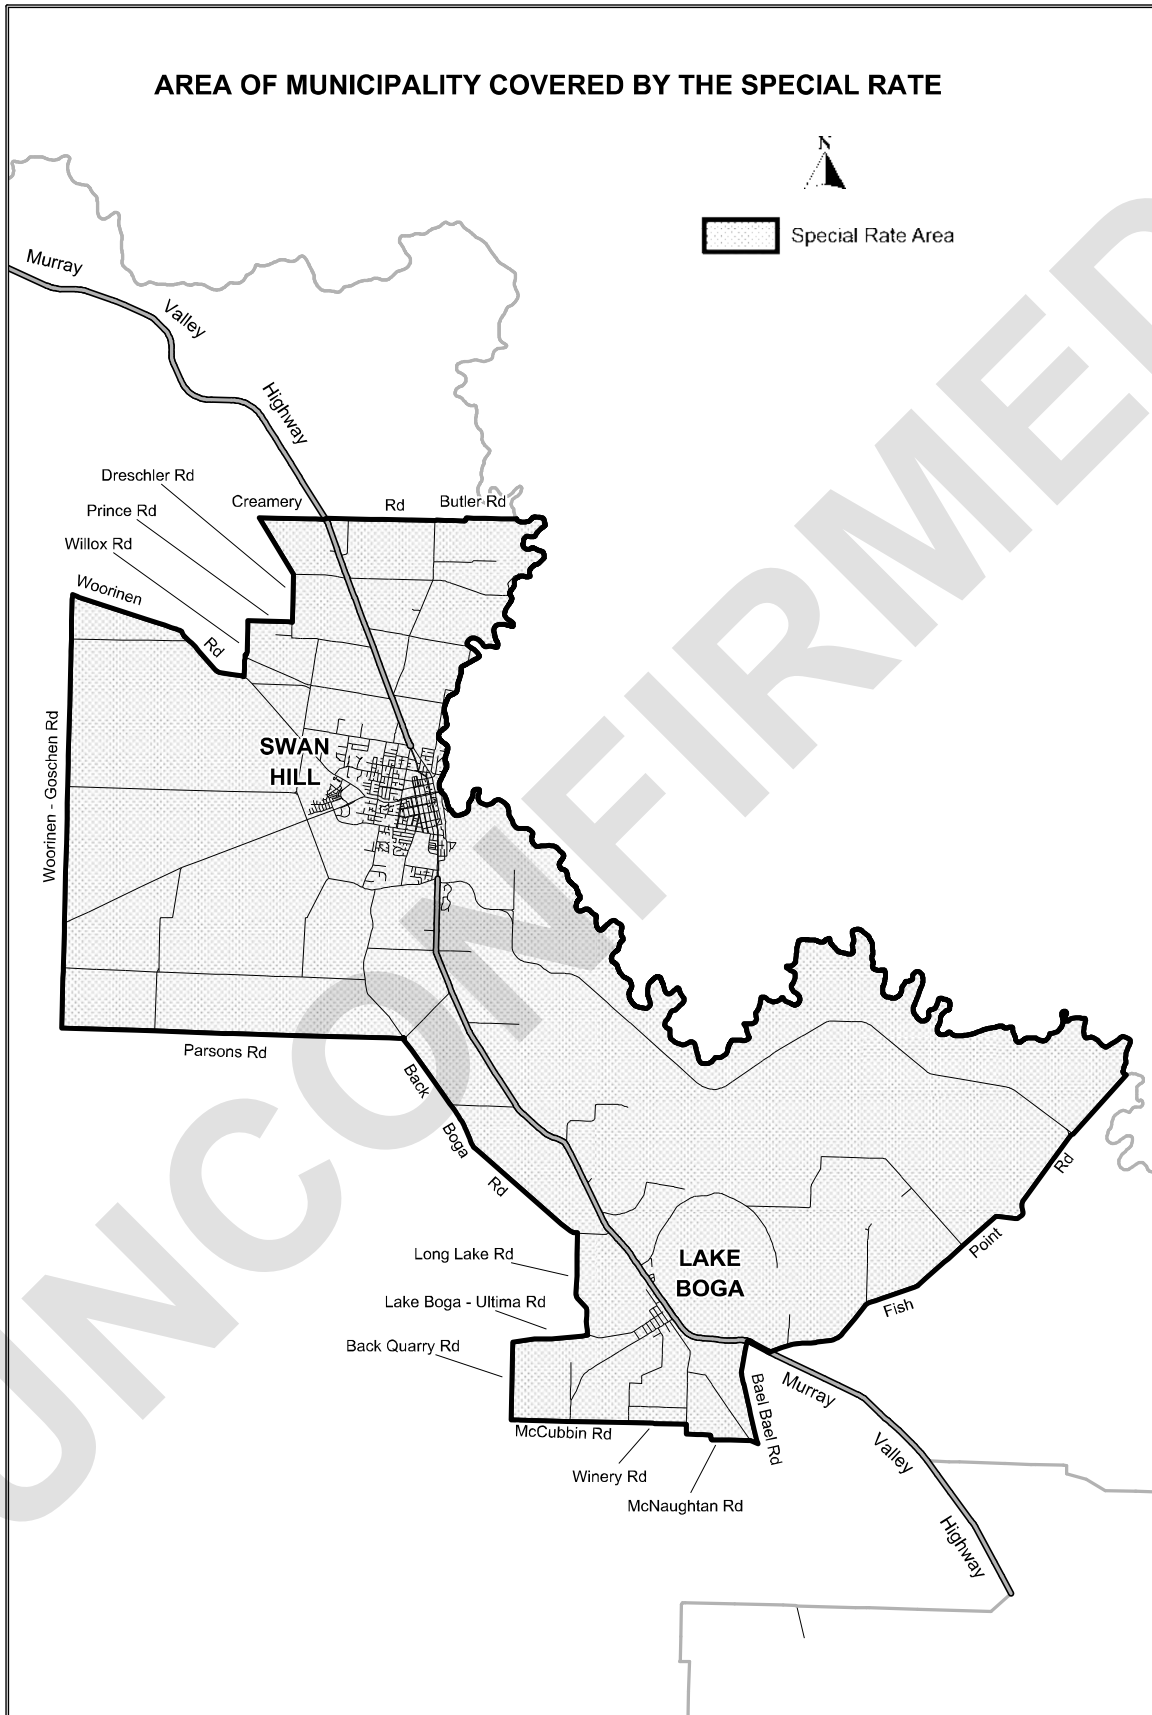 AREA OF MUNICIPALITY COVERED BY THE SPECIAL RATE
N
Special Rate Area
Murray
Valley
Highway
Dreschler Rd
Creamery
Rd
Butler Rd
Prince Rd
Willox Rd
Woorinen
Rd
Woorinen - Goschen Rd
SWAN
HILL
Parsons Rd
Back
Boga
Rd
Rd
Point
Fish
Long Lake Rd
LAKE
BOGA
Lake Boga - Ultima Rd
Back Quarry Rd
Bael Bael Rd
Murray
Valley
Highway
McCubbin Rd
Winery Rd
McNaughtan Rd
UNCONFIRMED